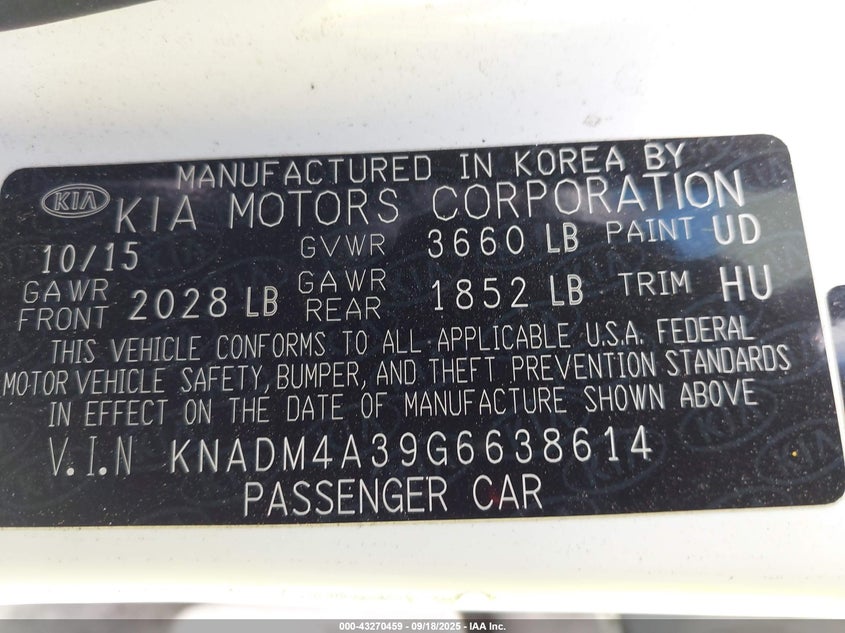 MANUFACTURED IN KOREA BY
KIA KIA MOTORS CORPORATION
10/15 GVWR 3660 LB PAINT UD
GAWR FRONT 2028 LB GAWR REAR 1852 LB TRIM HU
THIS VEHICLE CONFORMS TO ALL APPLICABLE U.S.A. FEDERAL
MOTOR VEHICLE SAFETY, BUMPER, AND THEFT PREVENTION STANDARDS
IN EFFECT ON THE DATE OF MANUFACTURE SHOWN ABOVE
V.I.N KNADM4A39G6638614
PASSENGER CAR
000-43270459 - 09/18/2025 - IAA Inc.